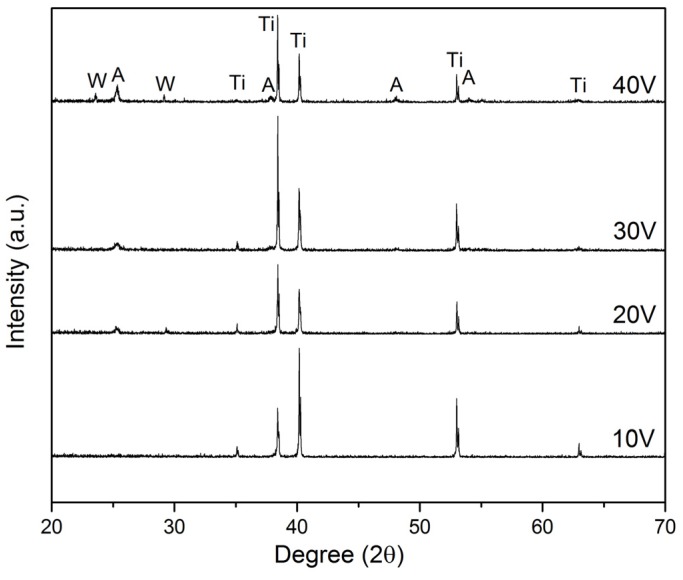 Ti
Ti
Ti
W A W Ti A A A Ti 40V
30V
20V
10V
Intensity (a.u.)
20 30 40 50 60 70
Degree (2θ)